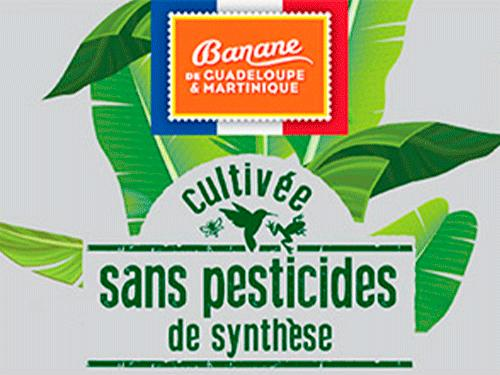 Banane
DE GUADELOUPE
& MARTINIQUE
cultivée
sans pesticides
de synthèse